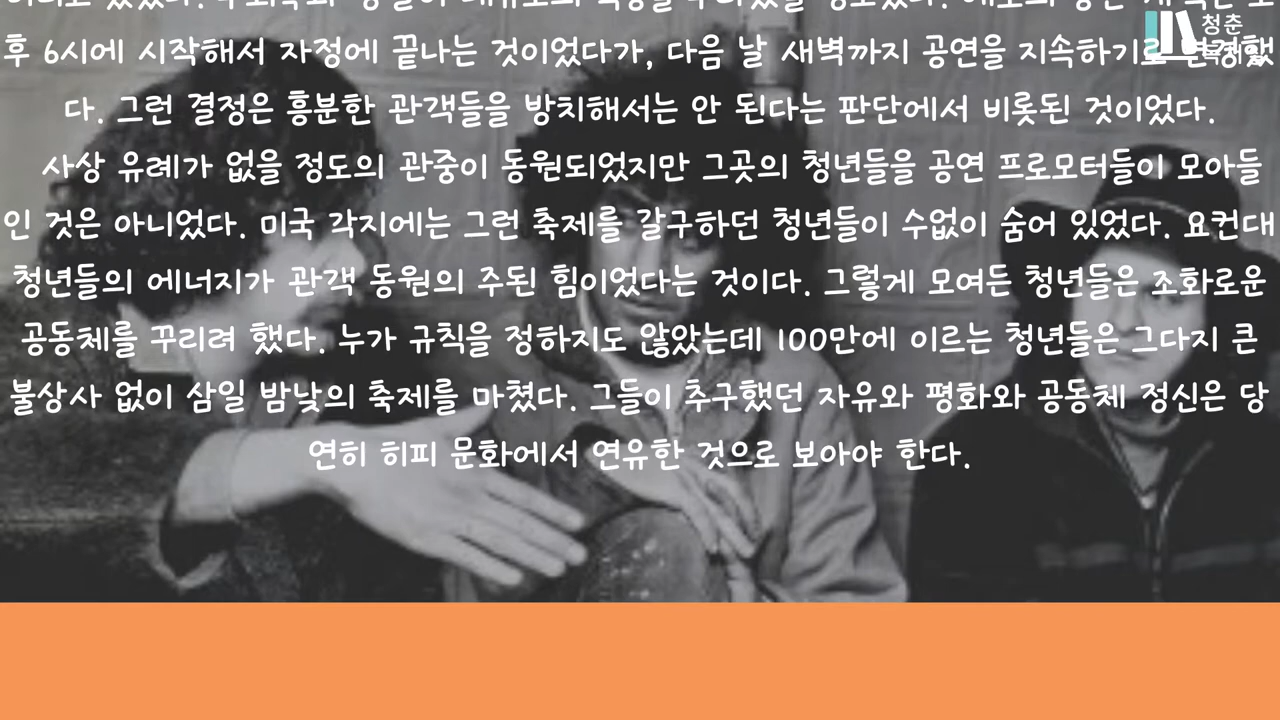 후 6시에 시작해서 자정에 끝나는 것이었다가, 다음 날 새벽까지 공연을 지속하기로 변경했
다. 그런 결정은 흥분한 관객들을 방치해서는 안 된다는 판단에서 비롯된 것이었다.
사상 유례가 없을 정도의 관중이 동원되었지만 그곳의 청년들을 공연 프로모터들이 모아들
인 것은 아니었다. 미국 각지에는 그런 축제를 갈구하던 청년들이 수없이 숨어 있었다. 요컨대
청년들의 에너지가 관객 동원의 주된 힘이었다는 것이다. 그렇게 모여든 청년들은 조화로운
공동체를 꾸리려 했다. 누가 규칙을 정하지도 않았는데 100만에 이르는 청년들은 그다지 큰
불상사 없이 삼일 밤낮의 축제를 마쳤다. 그들이 추구했던 자유와 평화와 공동체 정신은 당
연히 히피 문화에서 연유한 것으로 보아야 한다.
청춘